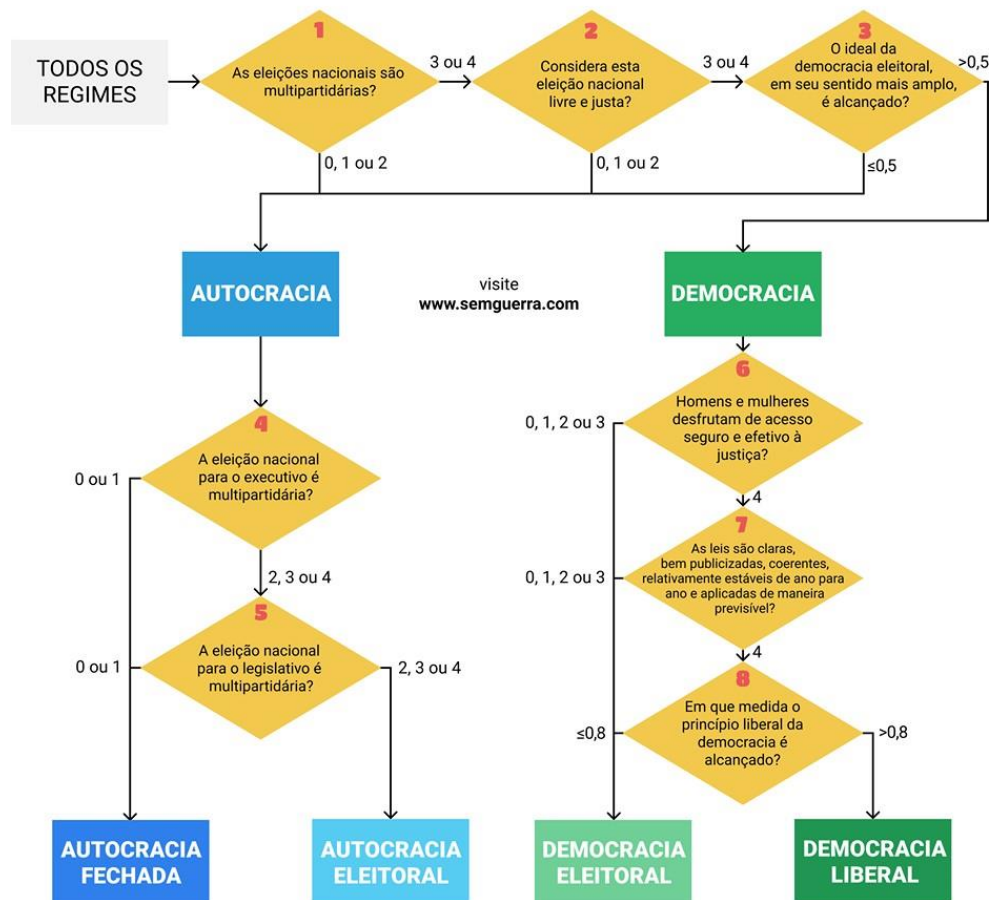 TODOS OS
REGIMES
1
As eleições nacionais são
multipartidárias?
3 ou 4
0, 1 ou 2
2
Considera esta
eleição nacional
livre e justa?
3 ou 4
0, 1 ou 2
3
O ideal da
democracia eleitoral,
em seu sentido mais amplo,
é alcançado?
>0,5
≤0,5
AUTOCRACIA
visite
www.semguerra.com
DEMOCRACIA
4
A eleição nacional
para o executivo é
multipartidária?
0 ou 1
2, 3 ou 4
5
A eleição nacional
para o legislativo é
multipartidária?
0 ou 1
2, 3 ou 4
6
Homens e mulheres
desfrutam de acesso
seguro e efetivo à
justiça?
0, 1, 2 ou 3
4
7
As leis são claras,
bem publicizadas, coerentes,
relativamente estáveis de ano para
ano e aplicadas de maneira
previsível?
0, 1, 2 ou 3
4
8
Em que medida o
princípio liberal da
democracia é
alcançado?
≤0,8
>0,8
AUTOCRACIA
FECHADA
AUTOCRACIA
ELEITORAL
DEMOCRACIA
ELEITORAL
DEMOCRACIA
LIBERAL